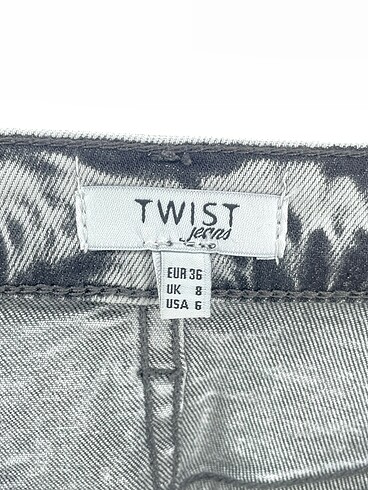 TWIST
jeans
EUR 36
UK 8
USA 6